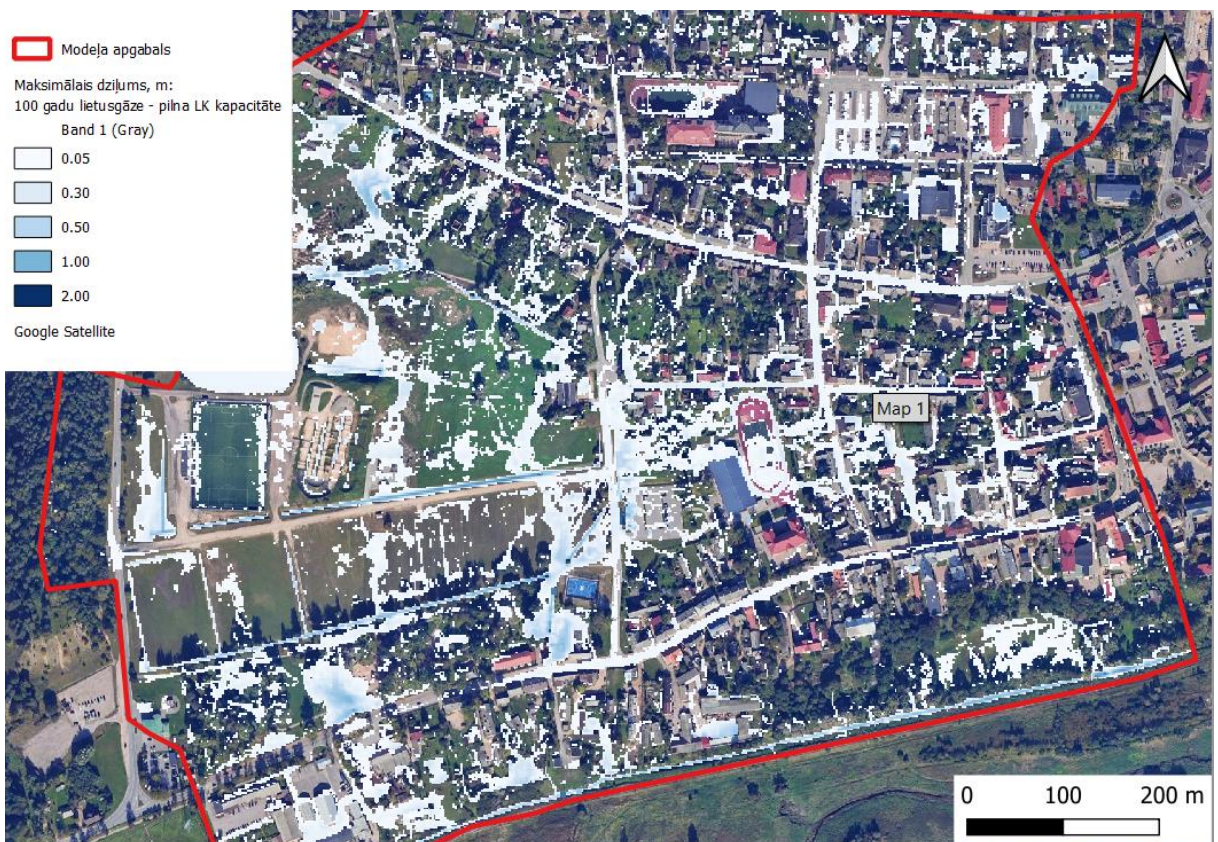 Modeļa apgabals
Maksimālais dziļums, m:
100 gadu lietusgāze - pilna LK kapacitāte
Band 1 (Gray)
0.05
0.30
0.50
1.00
2.00
Google Satellite
Map 1
0 100 200 m